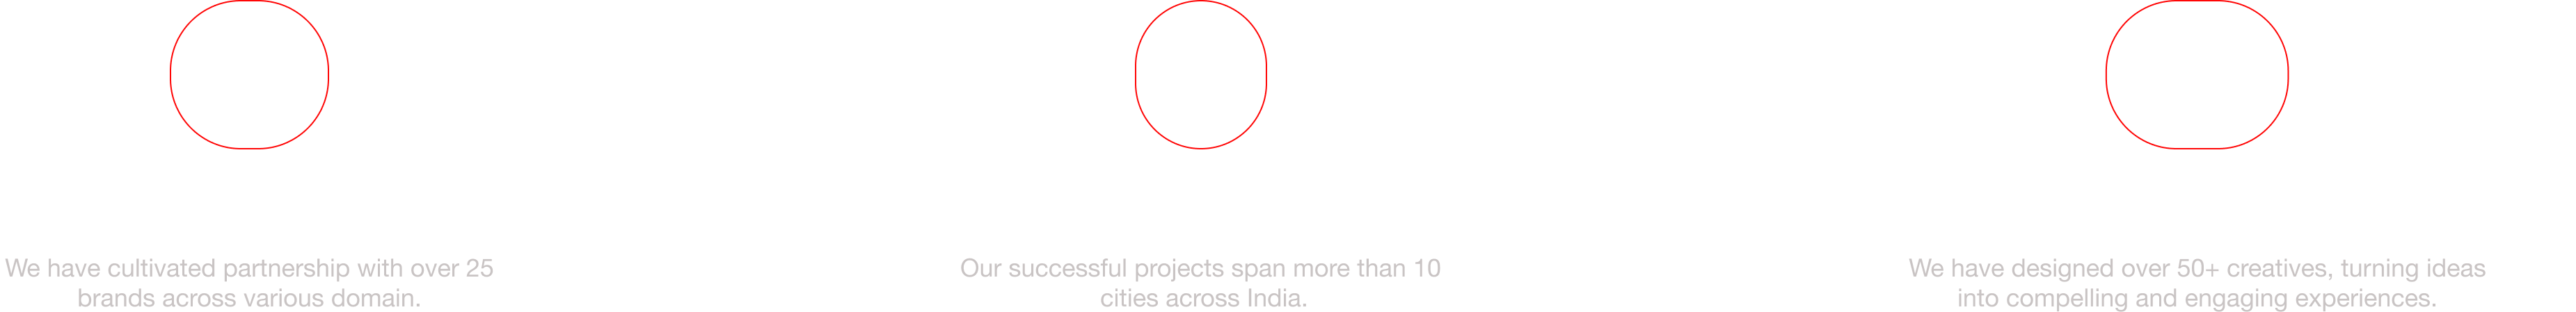 We have cultivated partnership with over 25
brands across various domain.
Our successful projects span more than 10
cities across India.
We have designed over 50+ creatives, turning ideas
into compelling and engaging experiences.